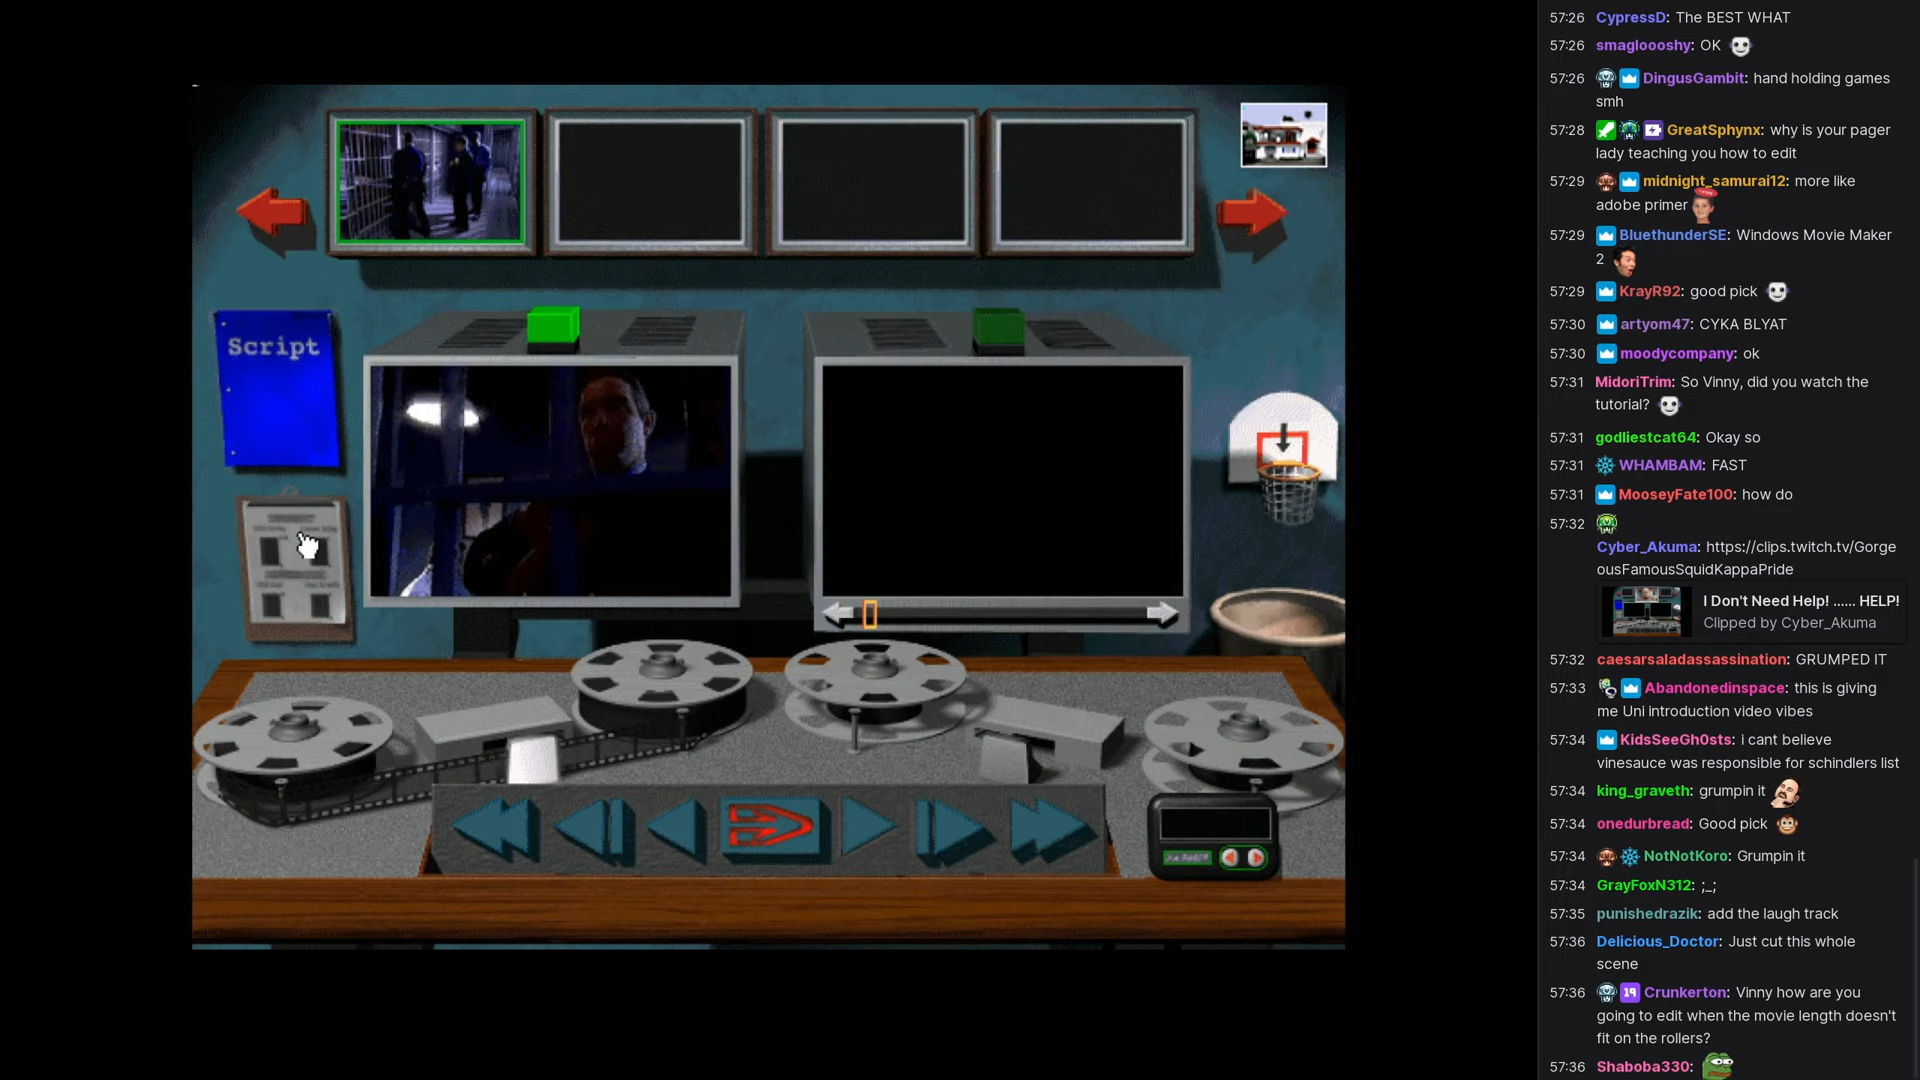 Script
57:26 CypressD: The BEST WHAT
57:26 smagloooshy: OK
57:26 DingusGambit: hand holding games
smh
57:28 GreatSphynx: why is your pager
lady teaching you how to edit
57:29 midnight_samurai12: more like
adobe primer
57:29 BluethunderSE: Windows Movie Maker
2
57:29 KrayR92: good pick
57:30 artyom47: CYKA BLYAT
57:30 moodycompany: ok
57:31 MidoriTrim: So Vinny, did you watch the
tutorial?
57:31 godliestcat64: Okay so
57:31 WHAMBAM: FAST
57:31 MooseyFate100: how do
57:32
Cyber_Akuma: https://clips.twitch.tv/Gorge
ousFamousSquidKappaPride
I Don't Need Help! ...... HELP!
Clipped by Cyber_Akuma
57:32 caesarsaladassassination: GRUMPED IT
57:33 Abandonedinspace: this is giving
me Uni introduction video vibes
57:34 KidsSeeGh0sts: i cant believe
vinesauce was responsible for schindlers list
57:34 king_graveth: grumpin it
57:34 onedurbread: Good pick
57:34 19 NotNotKoro: Grumpin it
57:34 GrayFoxN312: ;_;
57:35 punishedrazik: add the laugh track
57:36 Delicious_Doctor: Just cut this whole
scene
57:36 19 Crunkerton: Vinny how are you
going to edit when the movie length doesn't
fit on the rollers?
57:36 Shaboba330: